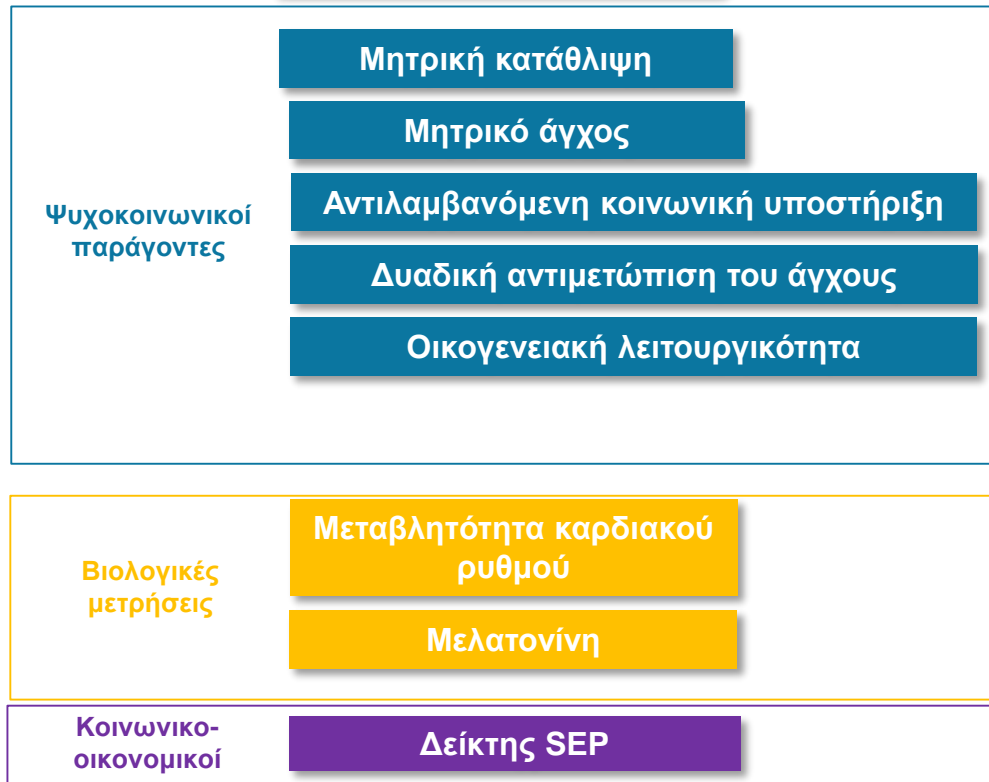 Μητρική κατάθλιψη
Μητρικό άγχος
Αντιλαμβανόμενη κοινωνική υποστήριξη
Ψυχοκοινωνικοί
παράγοντες
Δυαδική αντιμετώπιση του άγχους
Οικογενειακή λειτουργικότητα
Μεταβλητότητα καρδιακού
ρυθμού
Βιολογικές
μετρήσεις
Μελατονίνη
Κοινωνικο-
οικονομικοί
Δείκτης SEP